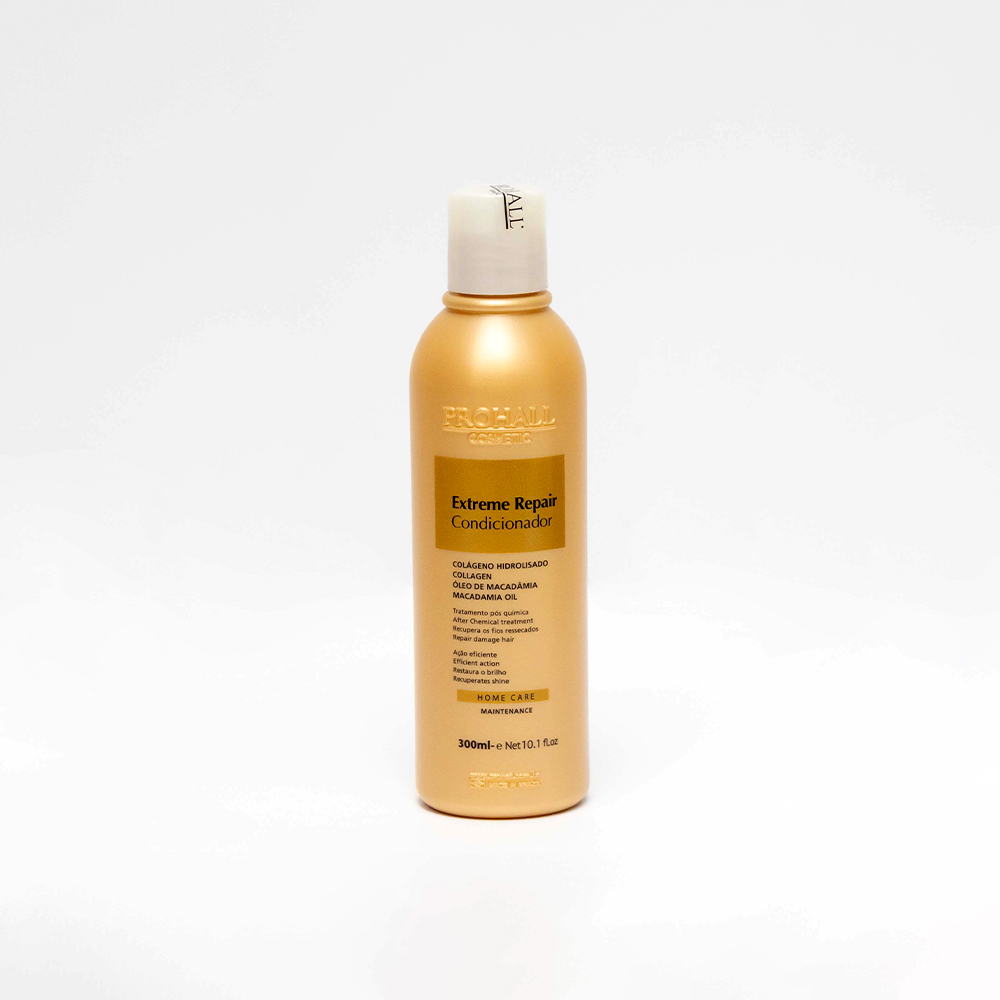 PROHALL
COSMETIC
Extreme Repair
Condicionador
COLÁGENO HIDROLISADO
COLLAGEN
ÓLEO DE MACADÂMIA
MACADAMIA OIL
Tratamento pós química
After Chemical treatment
Recupera os fios ressecados
Repair damage hair
Ação eficiente
Efficient action
Restaura o brilho
Recuperates shine
HOME CARE
MAINTENANCE
300ml- e Net10.1 fl.oz